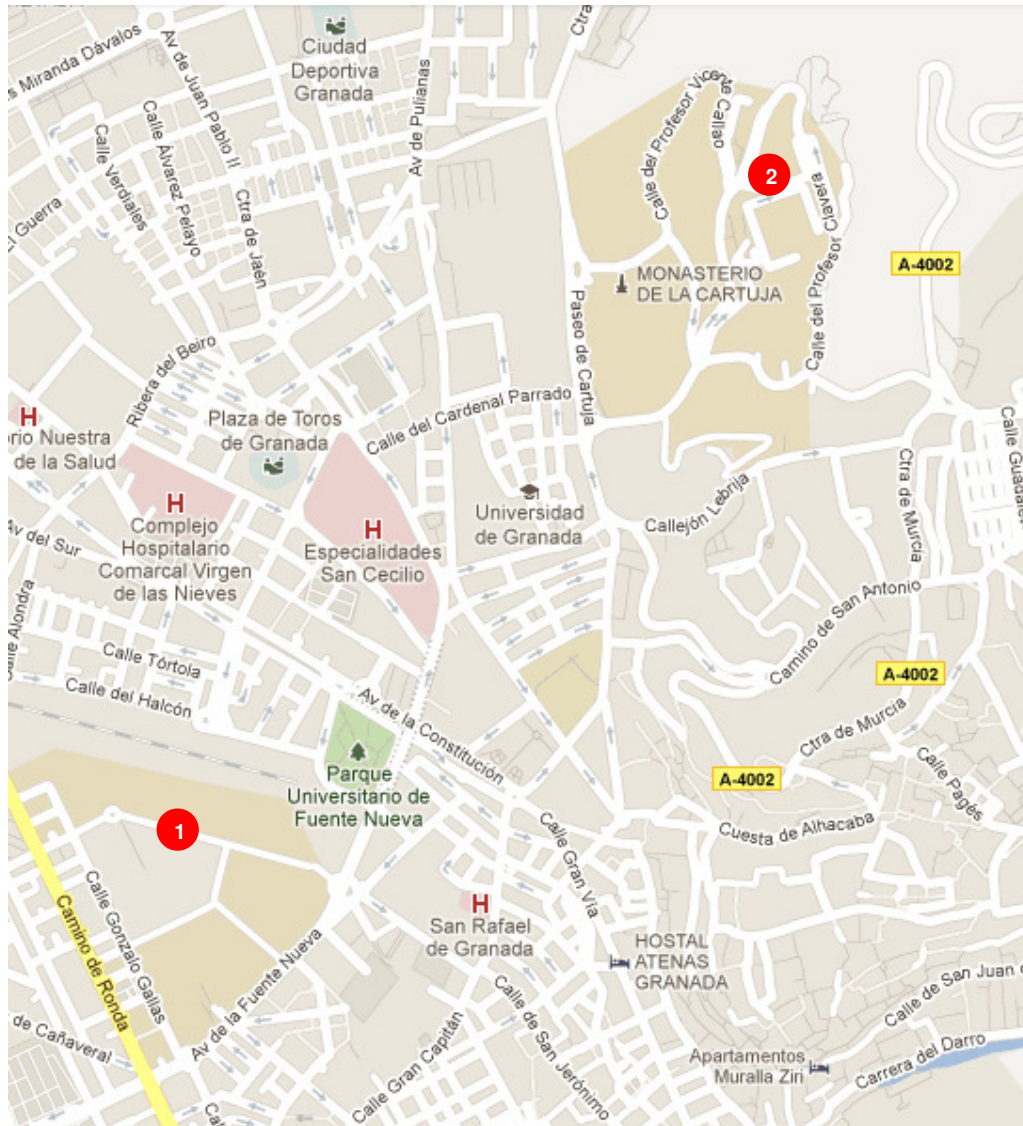 Ciudad
Deportiva
Granada
Miranda Dávalos
Av de Juan Pablo II
Av de Pulianas
Ctra
Calle Verdiales
Calle Álvarez Pelayo
Ctra de Jaén
El Guerra
Calle del Profesor Vicente Callao
2
Calle del Profesor Clavera
A-4002
MONASTERIO
DE LA CARTUJA
Paseo de Cartuja
Ribera del Beiro
Plaza de Toros
de Granada
Calle del Cardenal Parrado
H
orio Nuestra
de la Salud
H
Complejo
Hospitalario
Comarcal Virgen
de las Nieves
H
Especialidades
San Cecilio
Universidad
de Granada
Callejón Lebrija
Ctra de Murcia
Calle Guadalet
Av del Sur
Calle Alondra
Camino de San Antonio
Calle Tórtola
Calle del Halcón
A-4002
Av de la Constitución
Ctra de Murcia
Parque
Universitario de
Fuente Nueva
A-4002
Calle Pagés
Cuesta de Alhacaba
1
Calle Gran Vía
Calle Gonzalo Gallas
Camino de Ronda
H
San Rafael
de Granada
HOSTAL
ATENAS
GRANADA
Av de la Fuente Nueva
Calle de San Juan d
de Cañaveral
Calle Gran Capitán
Calle de San Jerónimo
Apartamentos
Muralla Ziri
Carrera del Darro